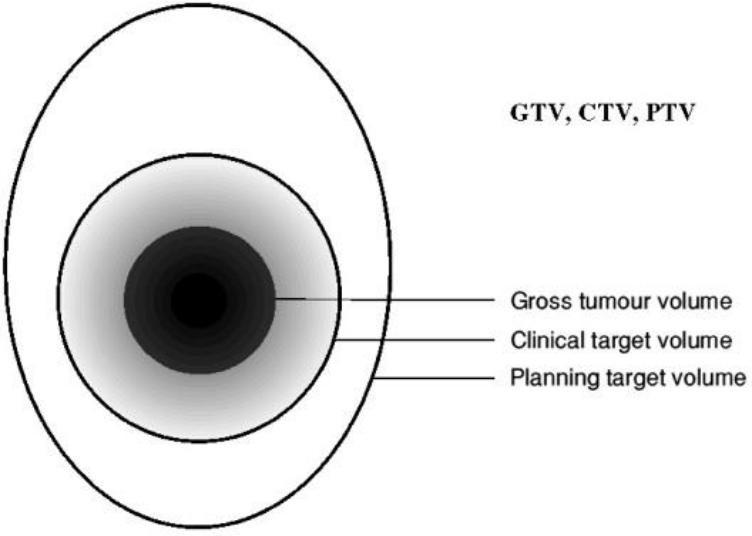 GTV, CTV, PTV
Gross tumour volume
Clinical target volume
Planning target volume